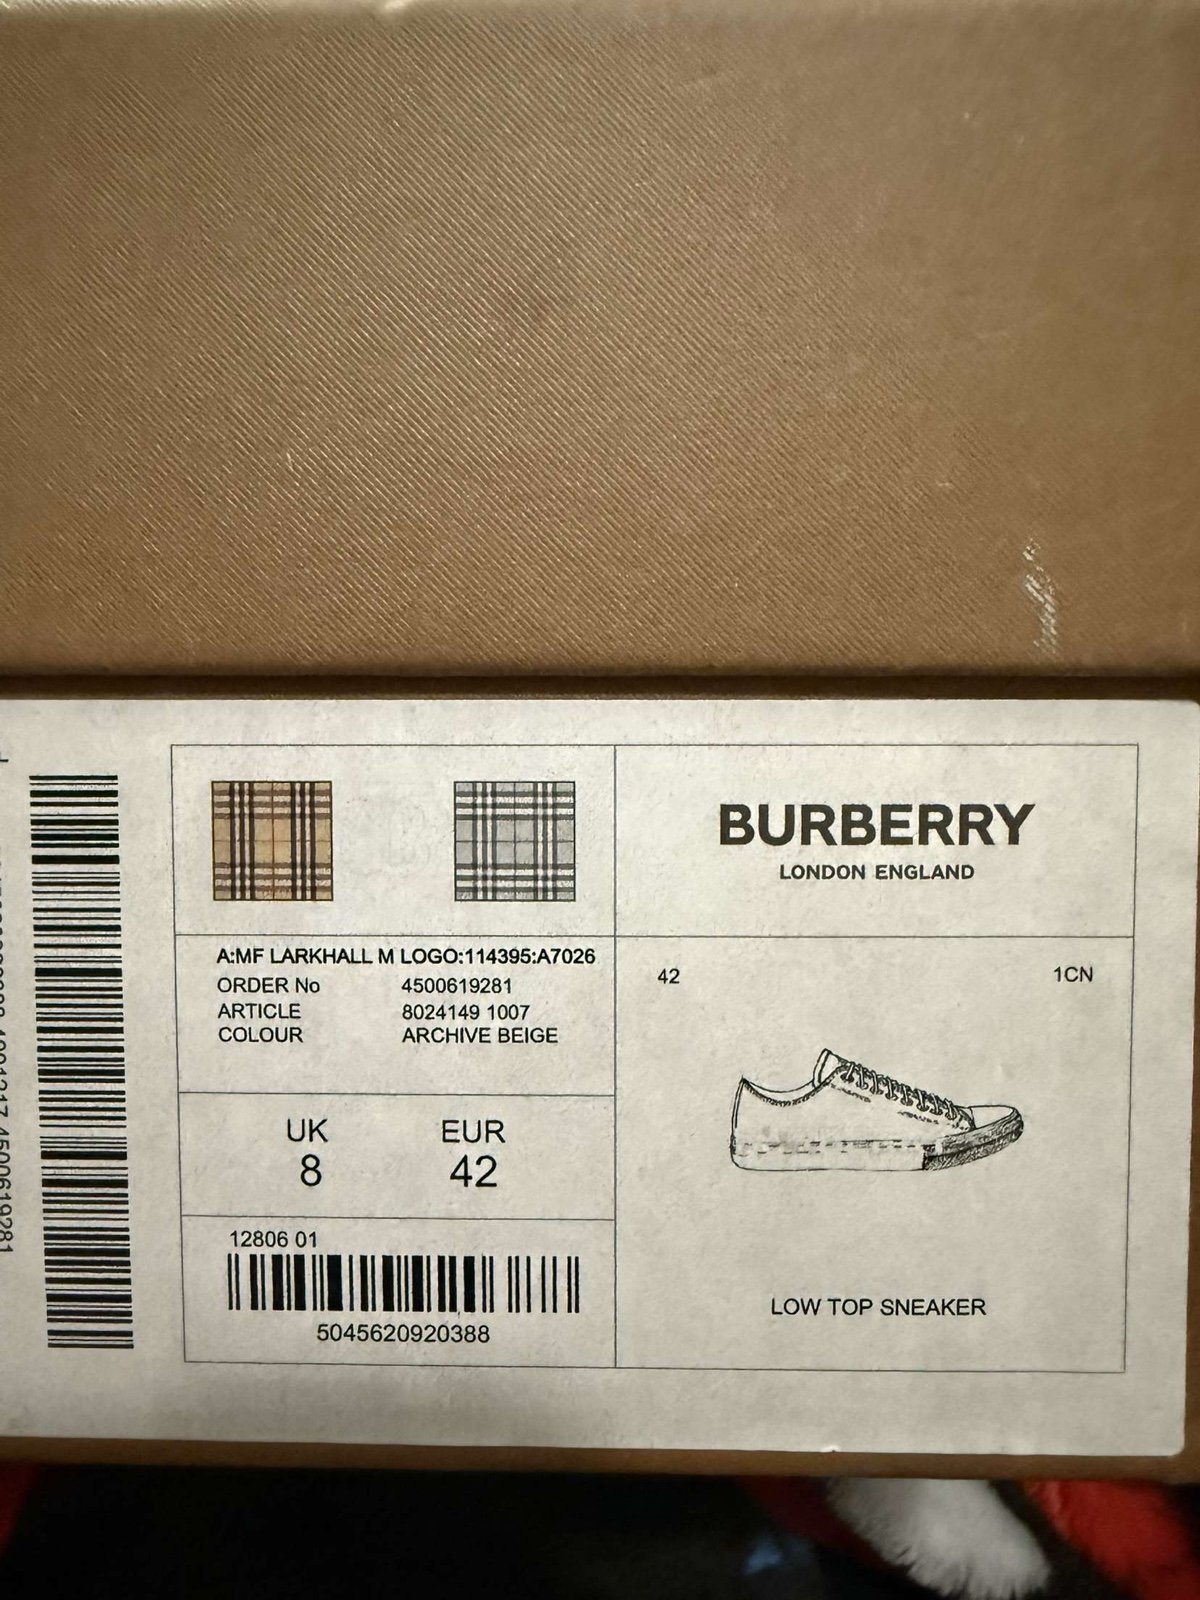 BURBERRY
LONDON ENGLAND
A:MF LARKHALL M LOGO:114395:A7026
ORDER No 4500619281
ARTICLE 8024149 1007
COLOUR ARCHIVE BEIGE
42 1CN
UK EUR
8 42
12806 01
5045620920388
LOW TOP SNEAKER
4500619281